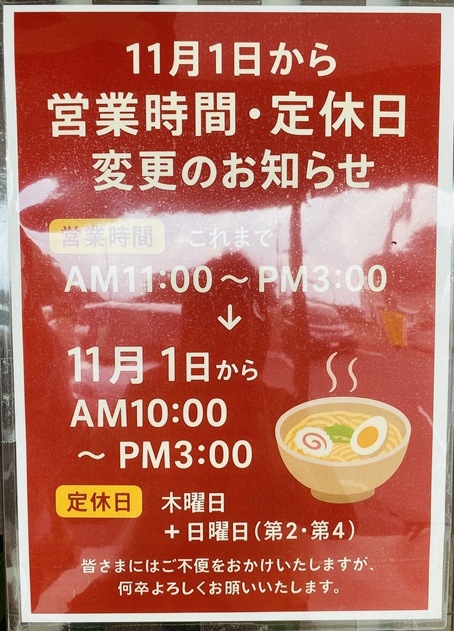 11月1日から
営業時間・定休日
変更のお知らせ
営業時間 これまで
AM11:00 ～ PM3:00
↓
11月 1日から
AM10:00
～ PM3:00
定休日 木曜日
＋日曜日(第2・第4)
皆さまにはご不便をおかけいたしますが、
何卒よろしくお願いいたします。